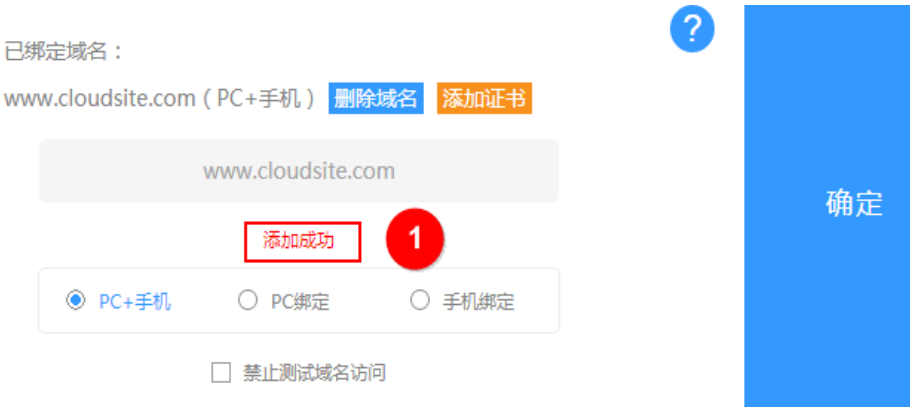 ?
已绑定域名：
www.cloudsite.com（PC+手机） 删除域名 添加证书
www.cloudsite.com
确定
添加成功 1
PC+手机 PC绑定 手机绑定
禁止测试域名访问